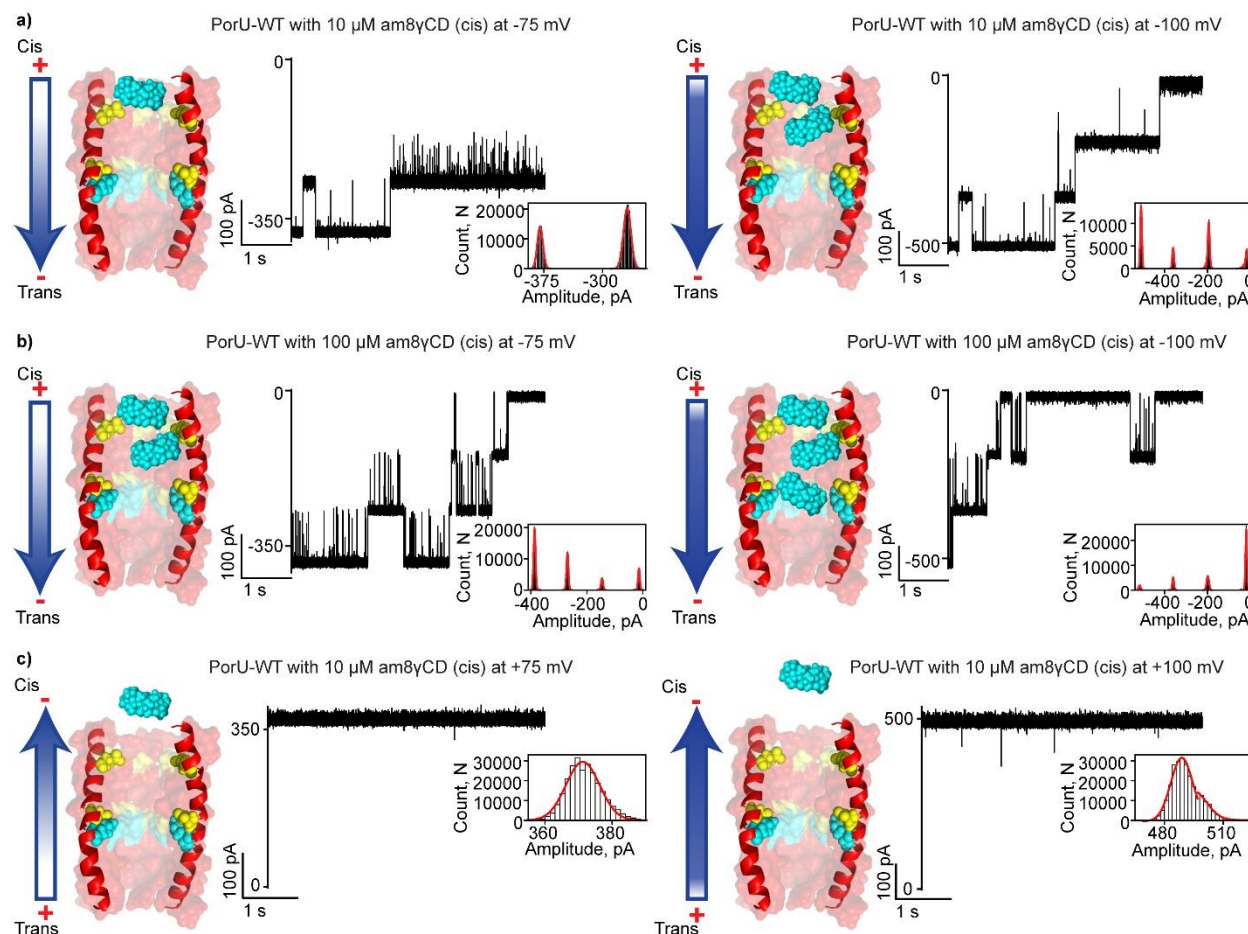 a)
PorU-WT with 10 µM am8γCD (cis) at -75 mV
Cis
+
-
Trans
0
-350
100 pA
1 s
Count, N
20000
10000
0
-375 -300
Amplitude, pA
PorU-WT with 10 µM am8γCD (cis) at -100 mV
Cis
+
-
Trans
0
-500
100 pA
1 s
Count, N
10000
5000
0
-400 -200 0
Amplitude, pA
b)
PorU-WT with 100 µM am8γCD (cis) at -75 mV
Cis
+
-
Trans
0
-350
100 pA
1 s
Count, N
20000
10000
0
-400 -200 0
Amplitude, pA
PorU-WT with 100 µM am8γCD (cis) at -100 mV
Cis
+
-
Trans
0
-500
100 pA
1 s
Count, N
20000
10000
0
-400 -200 0
Amplitude, pA
c)
PorU-WT with 10 µM am8γCD (cis) at +75 mV
Cis
-
+
Trans
350
0
100 pA
1 s
Count, N
30000
20000
10000
0
360 380
Amplitude, pA
PorU-WT with 10 µM am8γCD (cis) at +100 mV
Cis
-
+
Trans
500
0
100 pA
1 s
Count, N
30000
20000
10000
0
480 510
Amplitude, pA